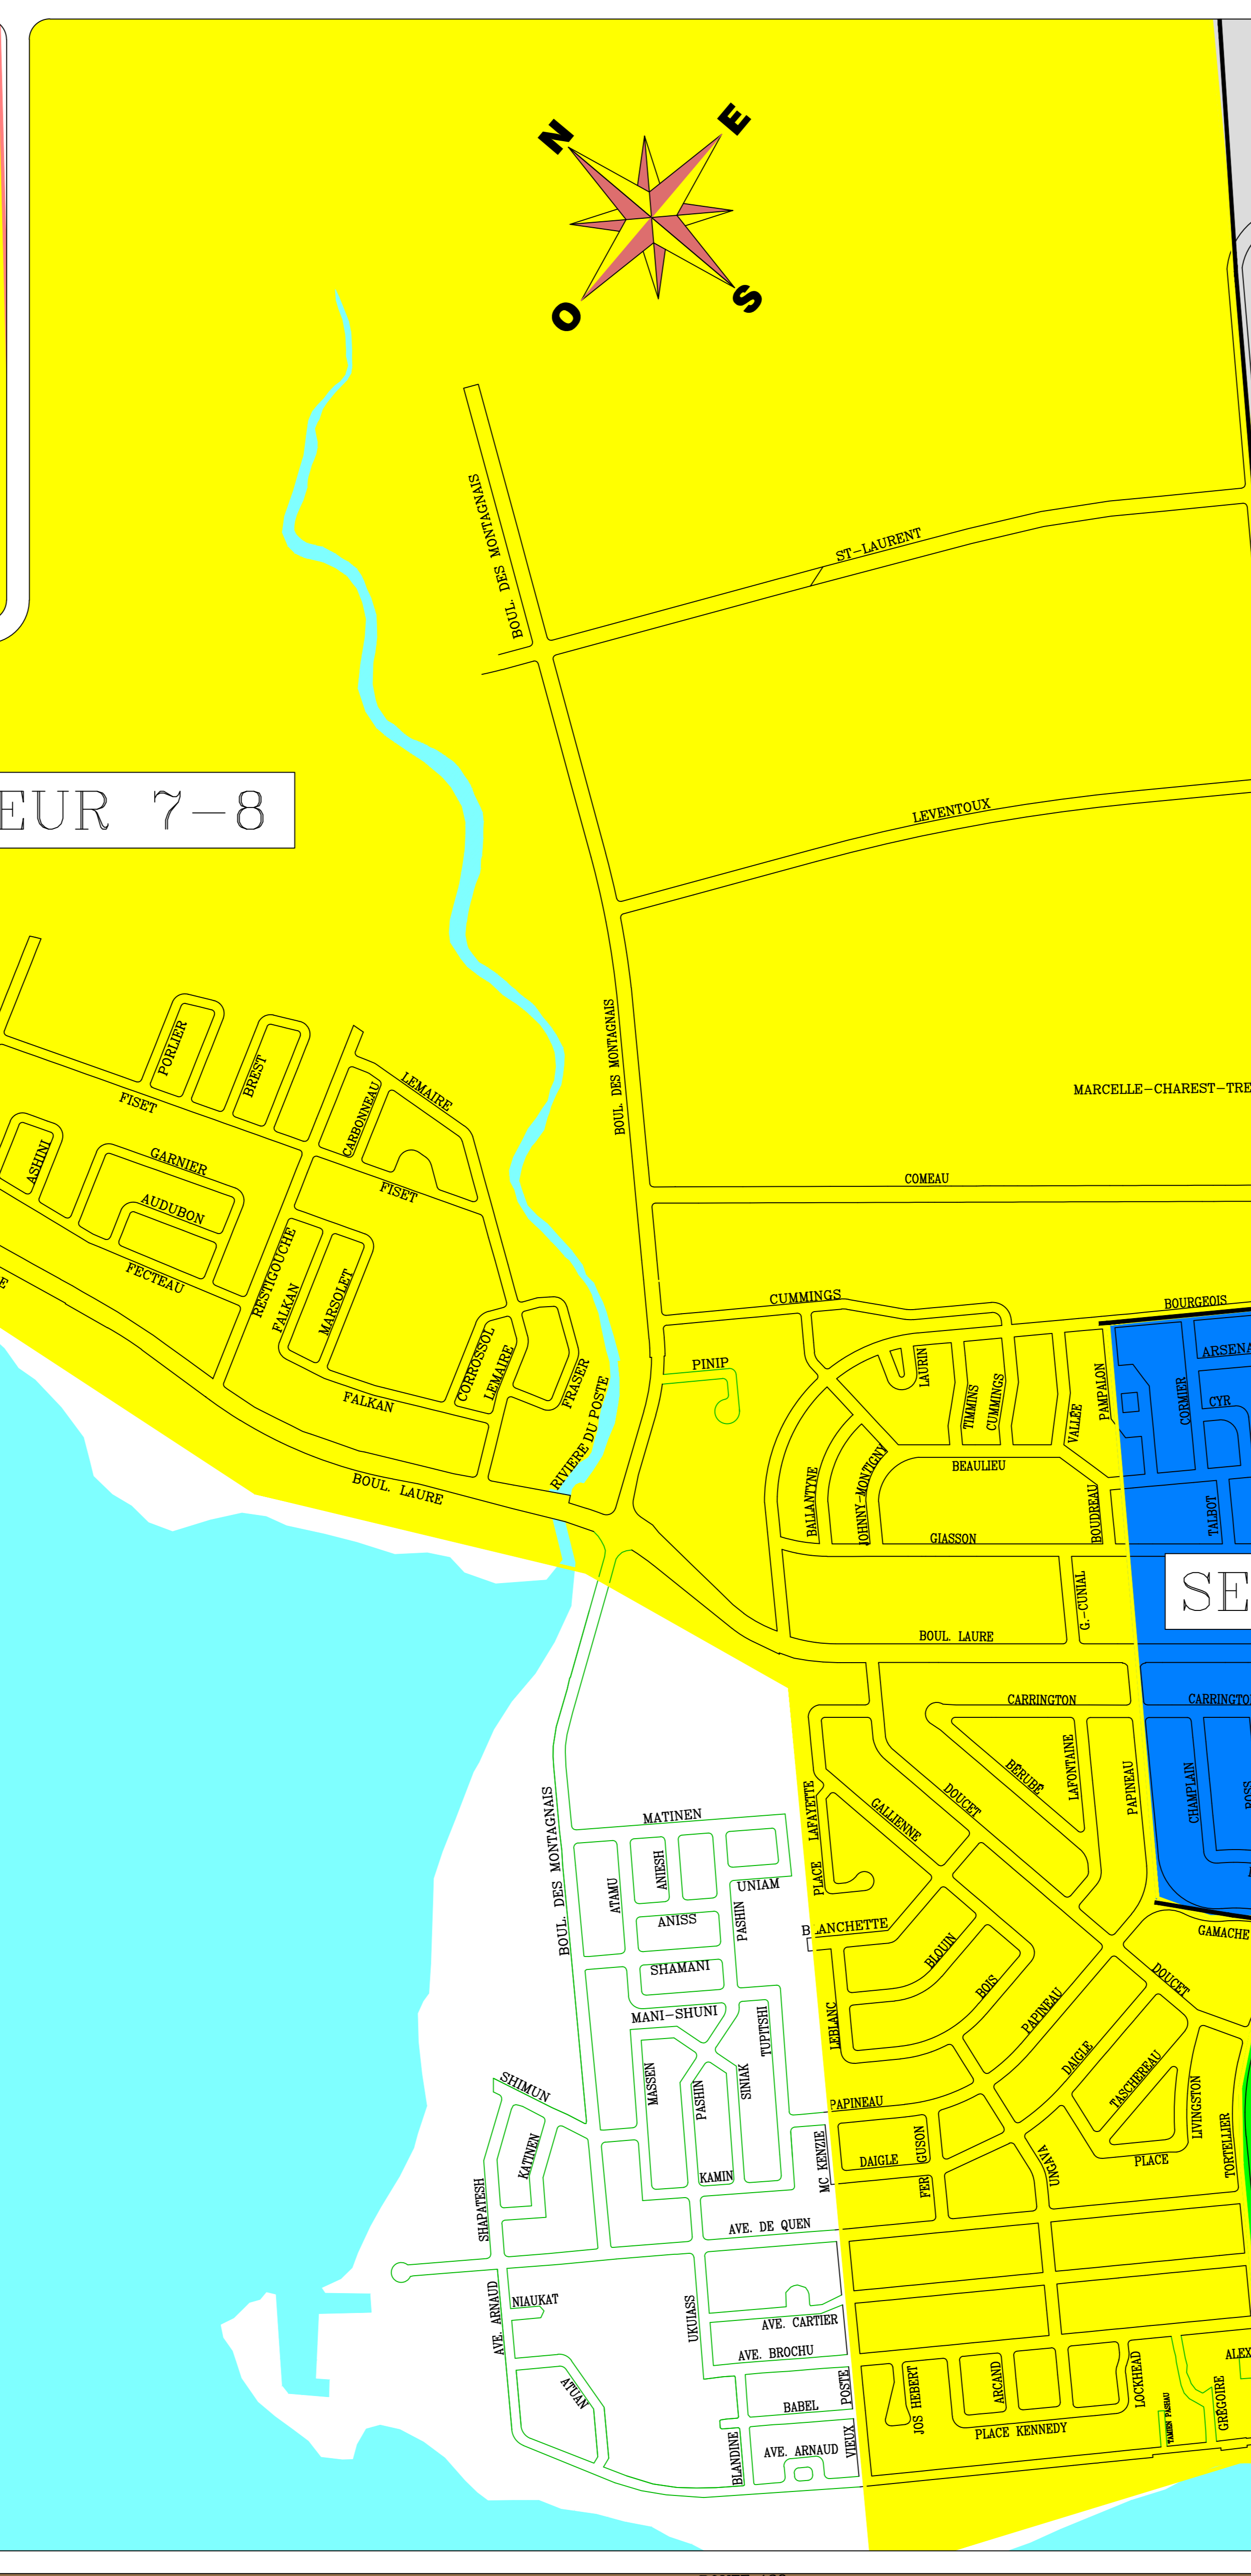 N
E
O
S
BOUL. DES MONTAGNAIS
ST-LAURENT
EUR 7-8
LEVENTOUX
BOUL. DES MONTAGNAIS
PORLIER
BREST
LEMAIRE
CARBONNEAU
MARCELLE-CHAREST-TRE
FISET
ASHINI
GARNIER
FISET
COMEAU
AUDUBON
FECTEAU
RESTIGOUCHE
FALKAN
MARSOLET
E
CUMMINGS
BOURGEOIS
CORROSSOL
LEMAIRE
FRASER
PINIP
LAURIN
TIMMINS
CUMMINGS
VALLÉE
PAMPALON
CORMIER
ARSENA
CYR
FALKAN
RIVIERE DU POSTE
BOUL. LAURE
BALLANTYNE
JOHNNY-MONTIGNY
BEAULIEU
BOUDREAU
TALBOT
GIASSON
G.-CUNIAL
SE
BOUL. LAURE
CARRINGTON
CARRINGTO
BÉRUBÉ
LAFONTAINE
PAPINEAU
CHAMPLAIN
BOSS
BOUL. DES MONTAGNAIS
MATINEN
PLACE LAFAYETTE
GALLIENNE
DOUCET
ATAMU
ANIESH
UNIAM
PASHIN
ANISS
BLANCHETTE
BLOUIN
GAMACHE
SHAMANI
BOIS
DOUCET
MANI-SHUNI
TUPITSHI
LEBLANC
PAPINEAU
SHIMUN
MASSEN
PASHIN
SINIAK
DAIGLE
TASCHEREAU
PAPINEAU
LIVINGSTON
TORTELLIER
KATINEN
KAMIN
MC KENZIE
DAIGLE
FER GUSON
UNGAVA
PLACE
SHAPATESH
AVE. DE QUEN
AVE. ARNAUD
NIAUKAT
UKUIASS
AVE. CARTIER
AVE. BROCHU
ATUAN
BABEL
VIEUX POSTE
JOS HEBERT
ARCAND
LOCKHEAD
ALEX
GRÉGOIRE
PLACE KENNEDY
BLANDINE
AVE. ARNAUD